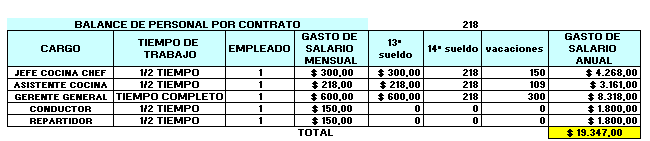 BALANCE DE PERSONAL POR CONTRATO 218
CARGO TIEMPO DE TRABAJO EMPLEADO GASTO DE SALARIO MENSUAL 13ª sueldo 14ª sueldo vacaciones GASTO DE SALARIO ANUAL
JEFE COCINA CHEF 1/2 TIEMPO 1 $ 300,00 $ 300,00 218 150 $ 4.268,00
ASISTENTE COCINA 1/2 TIEMPO 1 $ 218,00 $ 218,00 218 109 $ 3.161,00
GERENTE GENERAL TIEMPO COMPLETO 1 $ 600,00 $ 600,00 218 300 $ 8.318,00
CONDUCTOR 1/2 TIEMPO 1 $ 150,00 0 0 0 $ 1.800,00
REPARTIDOR 1/2 TIEMPO 1 $ 150,00 0 0 0 $ 1.800,00
TOTAL $ 19.347,00